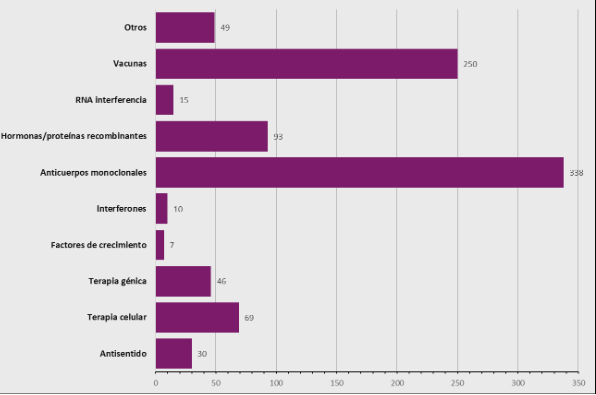 Otros 49
Vacunas 250
RNA interferencia 15
Hormonas/proteínas recombinantes 93
Anticuerpos monoclonales 338
Interferones 10
Factores de crecimiento 7
Terapia génica 46
Terapia celular 69
Antisentido 30
0 50 100 150 200 250 300 350